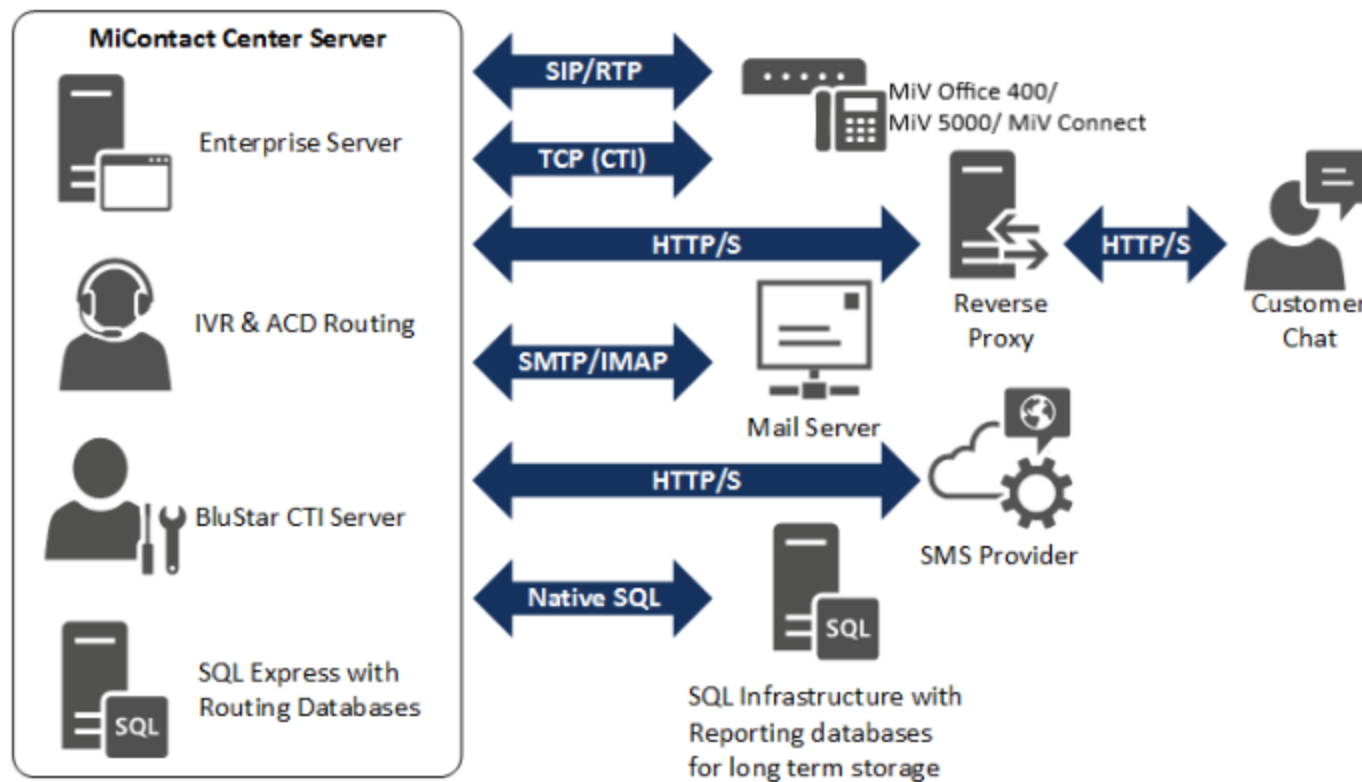 MiContact Center Server
Enterprise Server
IVR & ACD Routing
BluStar CTI Server
SQL Express with
Routing Databases
SQL
SIP/RTP
TCP (CTI)
HTTP/S
SMTP/IMAP
HTTP/S
Native SQL
MiV Office 400/
MiV 5000/ MiV Connect
Reverse
Proxy
HTTP/S
Customer
Chat
Mail Server
SMS Provider
SQL
SQL Infrastructure with
Reporting databases
for long term storage